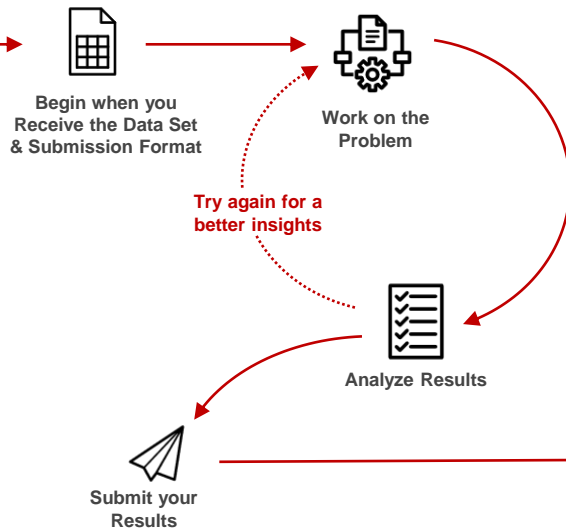 Begin when you
Receive the Data Set
& Submission Format
Work on the
Problem
Try again for a
better insights
Analyze Results
Submit your
Results